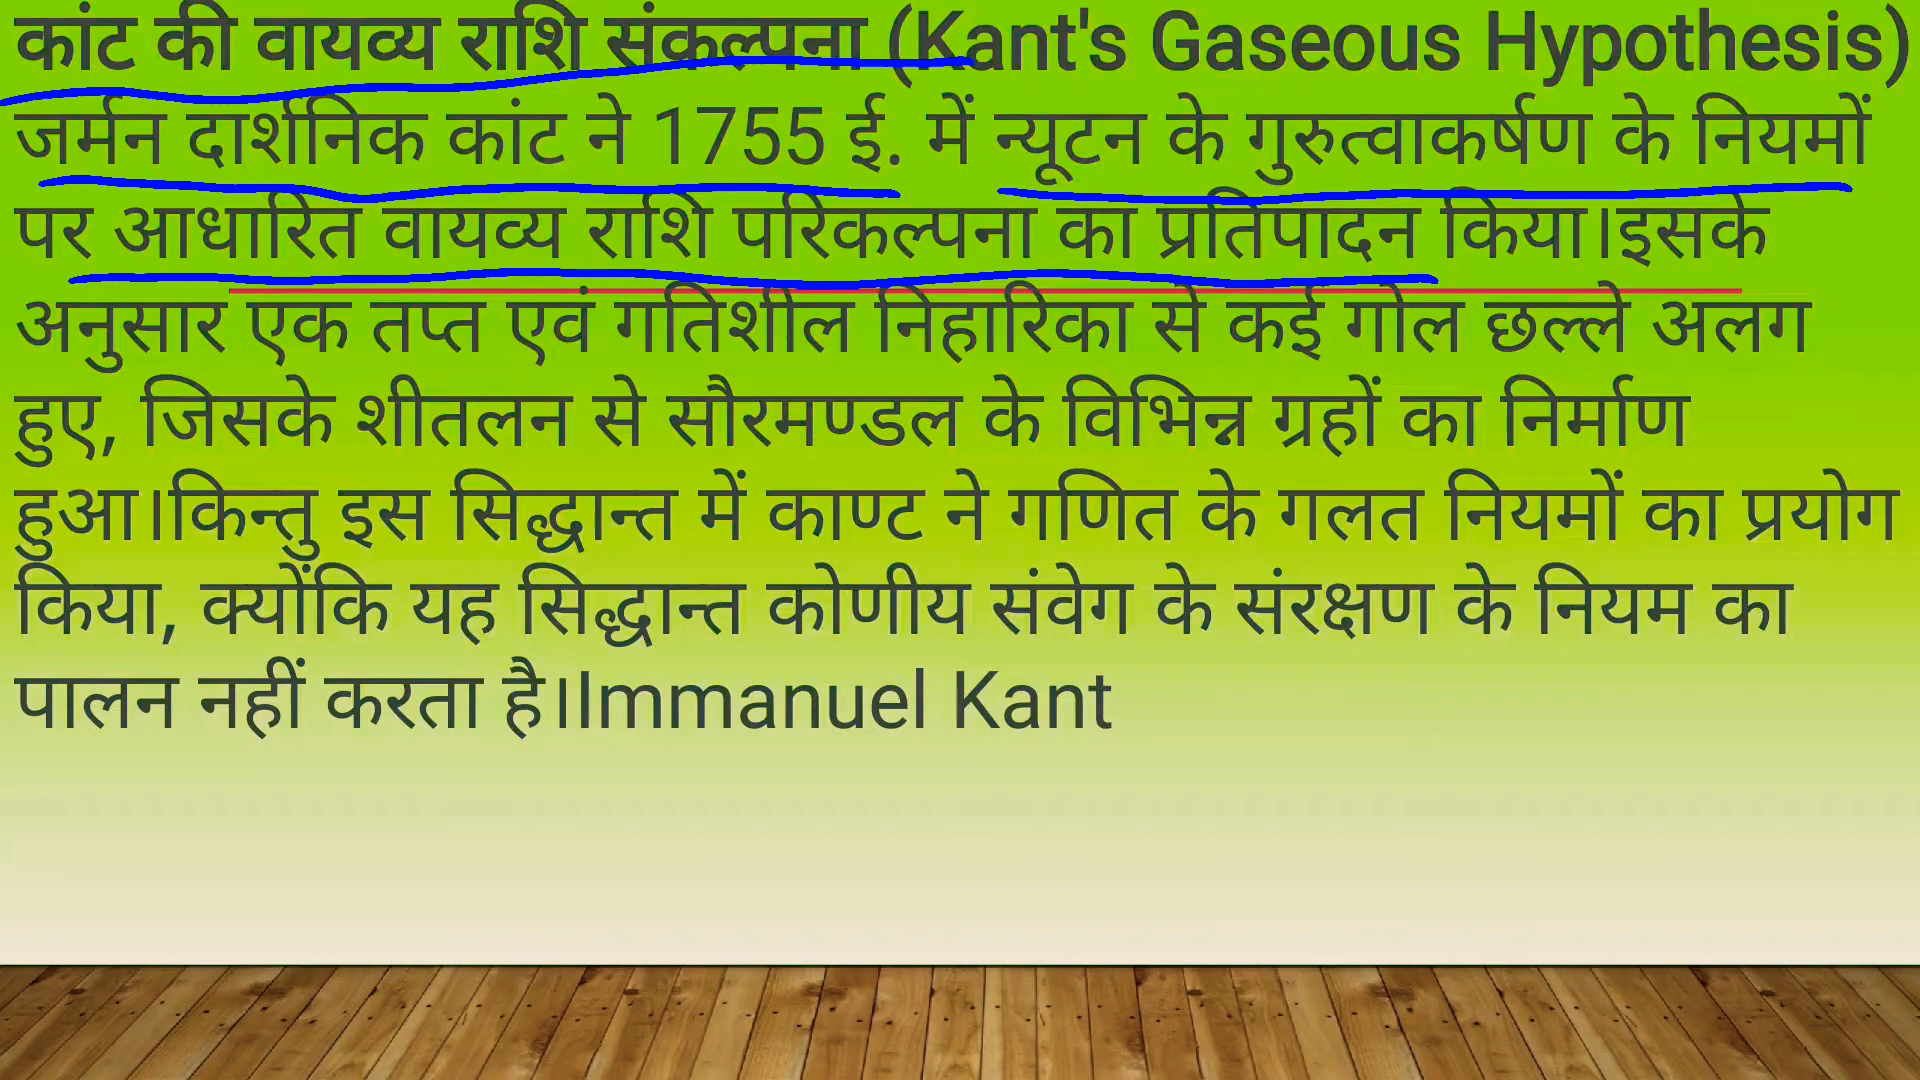 कांट की वायव्य राशि संकल्पना (Kant's Gaseous Hypothesis)
जर्मन दार्शनिक कांट ने 1755 ई. में न्यूटन के गुरुत्वाकर्षण के नियमों
पर आधारित वायव्य राशि परिकल्पना का प्रतिपादन किया।इसके
अनुसार एक तप्त एवं गतिशील निहारिका से कई गोल छल्ले अलग
हुए, जिसके शीतलन से सौरमण्डल के विभिन्न ग्रहों का निर्माण
हुआ।किन्तु इस सिद्धान्त में काण्ट ने गणित के गलत नियमों का प्रयोग
किया, क्योंकि यह सिद्धान्त कोणीय संवेग के संरक्षण के नियम का
पालन नहीं करता है।Immanuel Kant